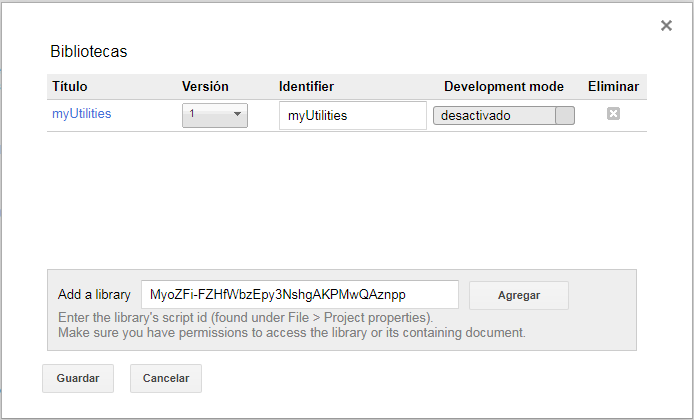 Bibliotecas
Título Versión Identifier Development mode Eliminar
myUtilities 1 myUtilities desactivado
Add a library MyoZFi-FZHfWbzEpy3NshgAKPMwQAznpp Agregar
Enter the library's script id (found under File > Project properties).
Make sure you have permissions to access the library or its containing document.
Guardar Cancelar